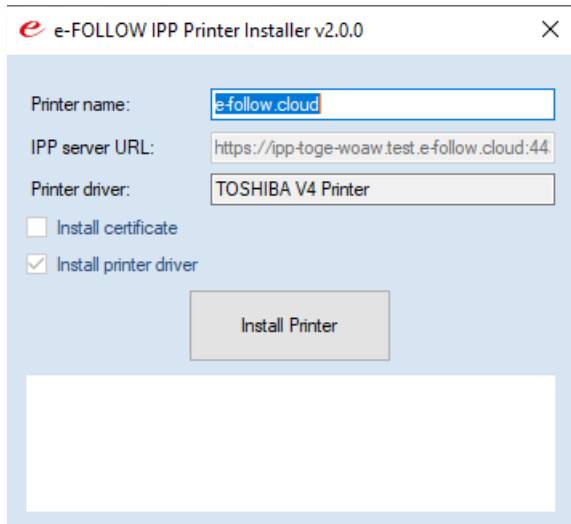 e-FOLLOW IPP Printer Installer v2.0.0
Printer name: e-follow.cloud
IPP server URL: https://ipp-toge-woaw.test.e-follow.cloud:44
Printer driver: TOSHIBA V4 Printer
Install certificate
Install printer driver
Install Printer